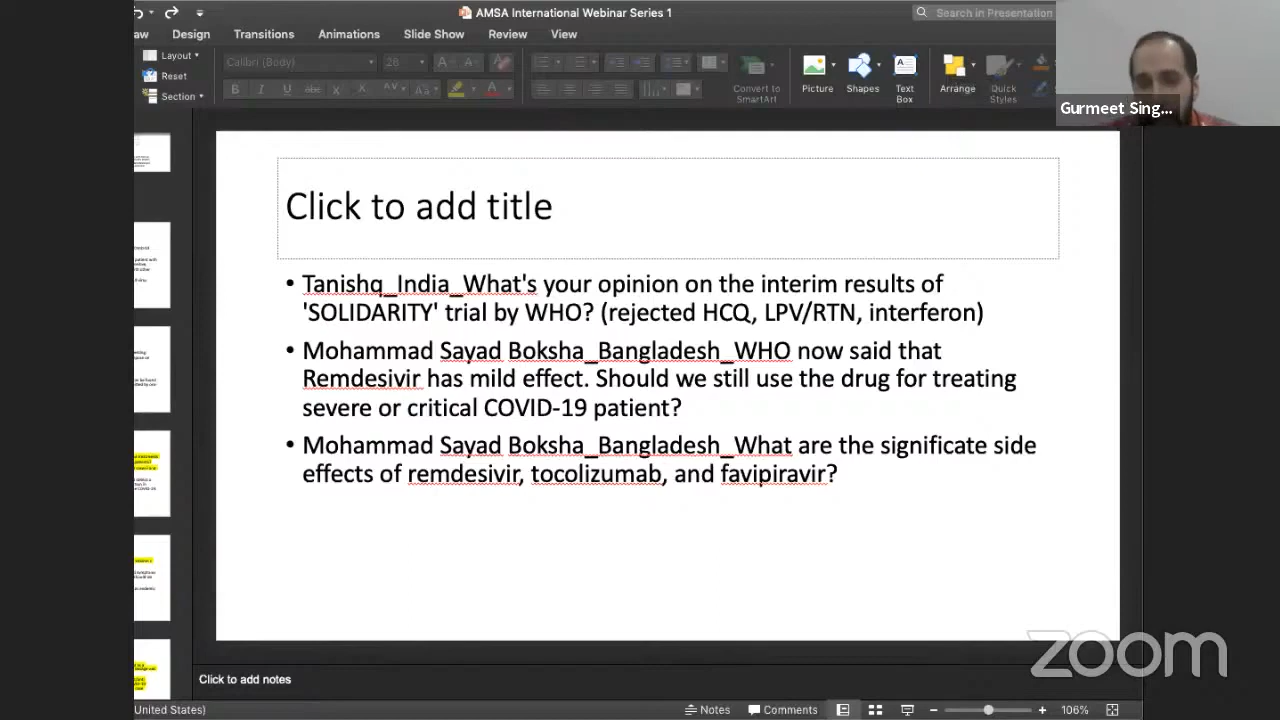 AMSA International Webinar Series 1
Search in Presentation
aw Design Transitions Animations Slide Show Review View
Layout
Reset
Section
Calibri (Body) 28
Convert to SmartArt
Picture
Shapes
Text Box
Arrange
Quick Styles
Gurmeet Sing...
Click to add title
• Tanishq_India_What's your opinion on the interim results of
'SOLIDARITY' trial by WHO? (rejected HCQ, LPV/RTN, interferon)
• Mohammad Sayad Boksha_Bangladesh_WHO now said that
Remdesivir has mild effect. Should we still use the drug for treating
severe or critical COVID-19 patient?
• Mohammad Sayad Boksha_Bangladesh_What are the significate side
effects of remdesivir, tocolizumab, and favipiravir?
zoom
Click to add notes
United States) Notes Comments 106%